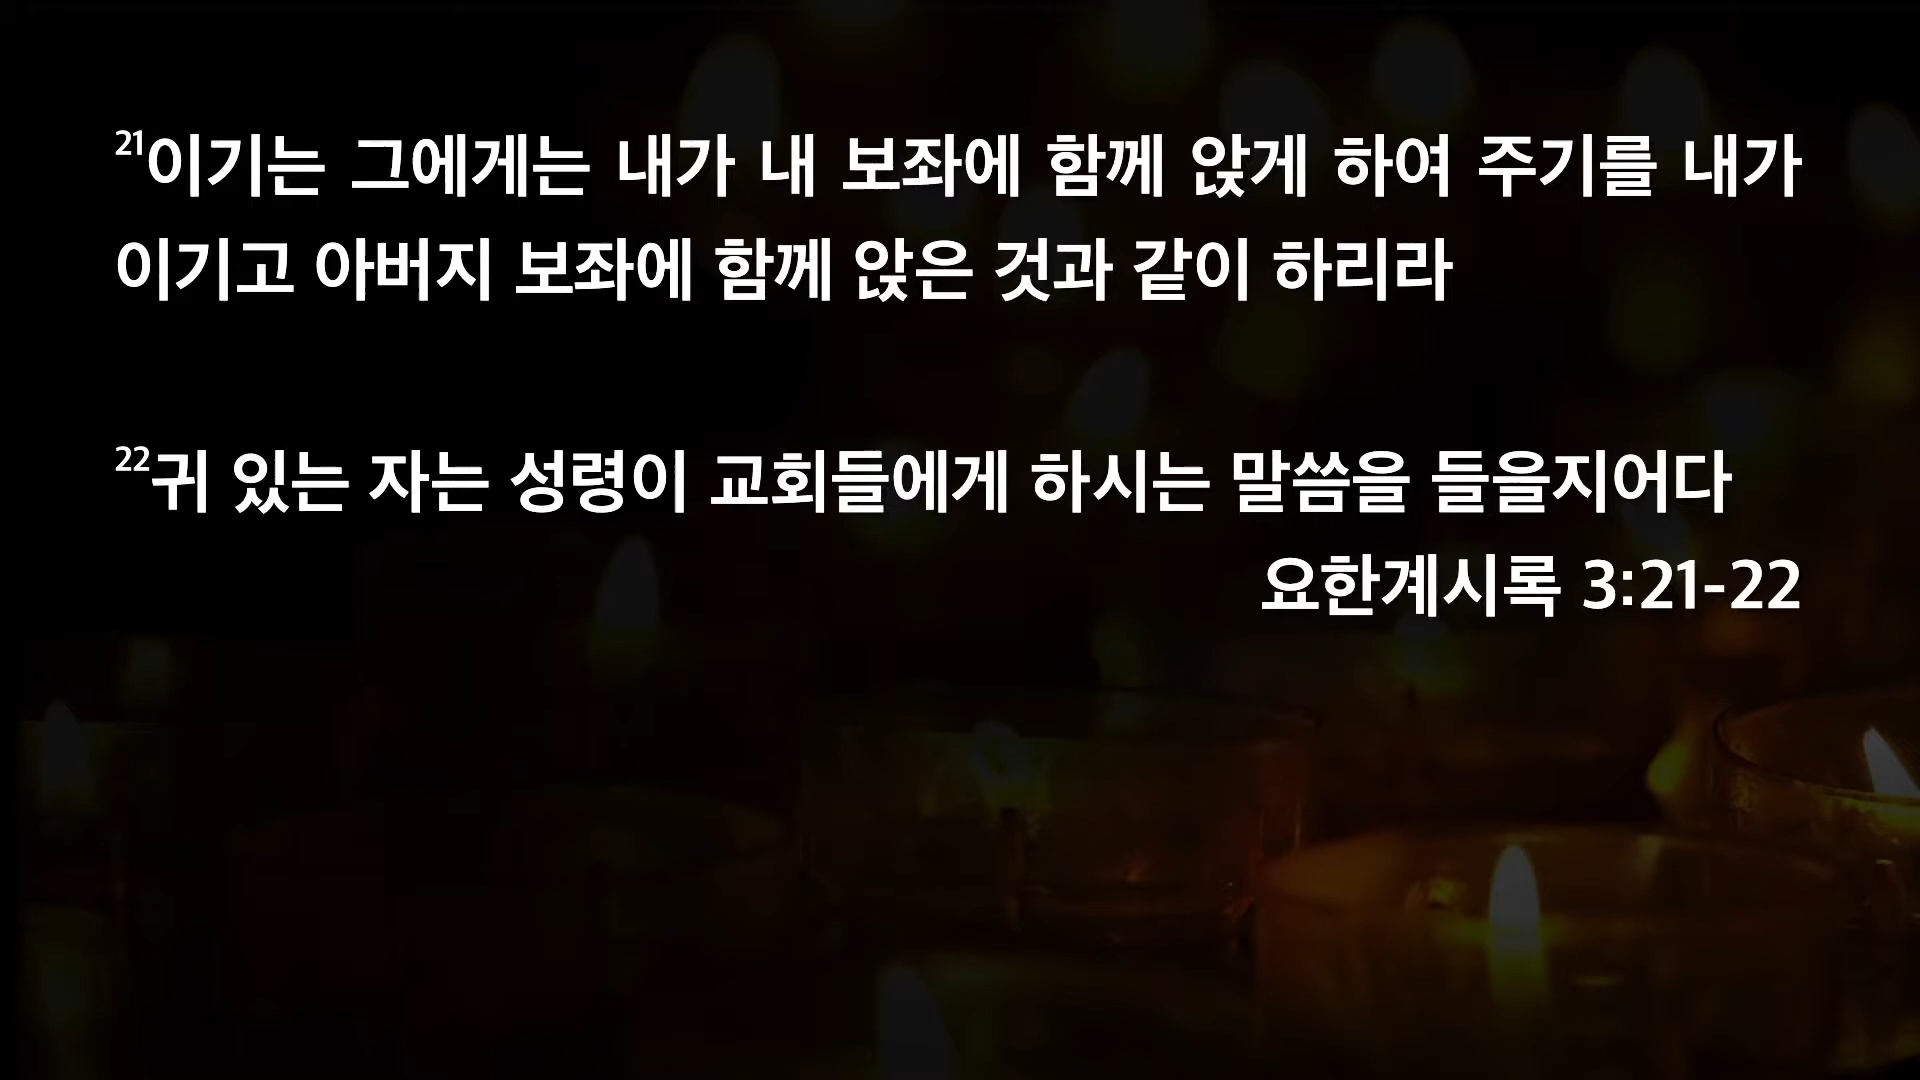 21이기는 그에게는 내가 내 보좌에 함께 앉게 하여 주기를 내가
이기고 아버지 보좌에 함께 앉은 것과 같이 하리라
22귀 있는 자는 성령이 교회들에게 하시는 말씀을 들을지어다
요한계시록 3:21-22